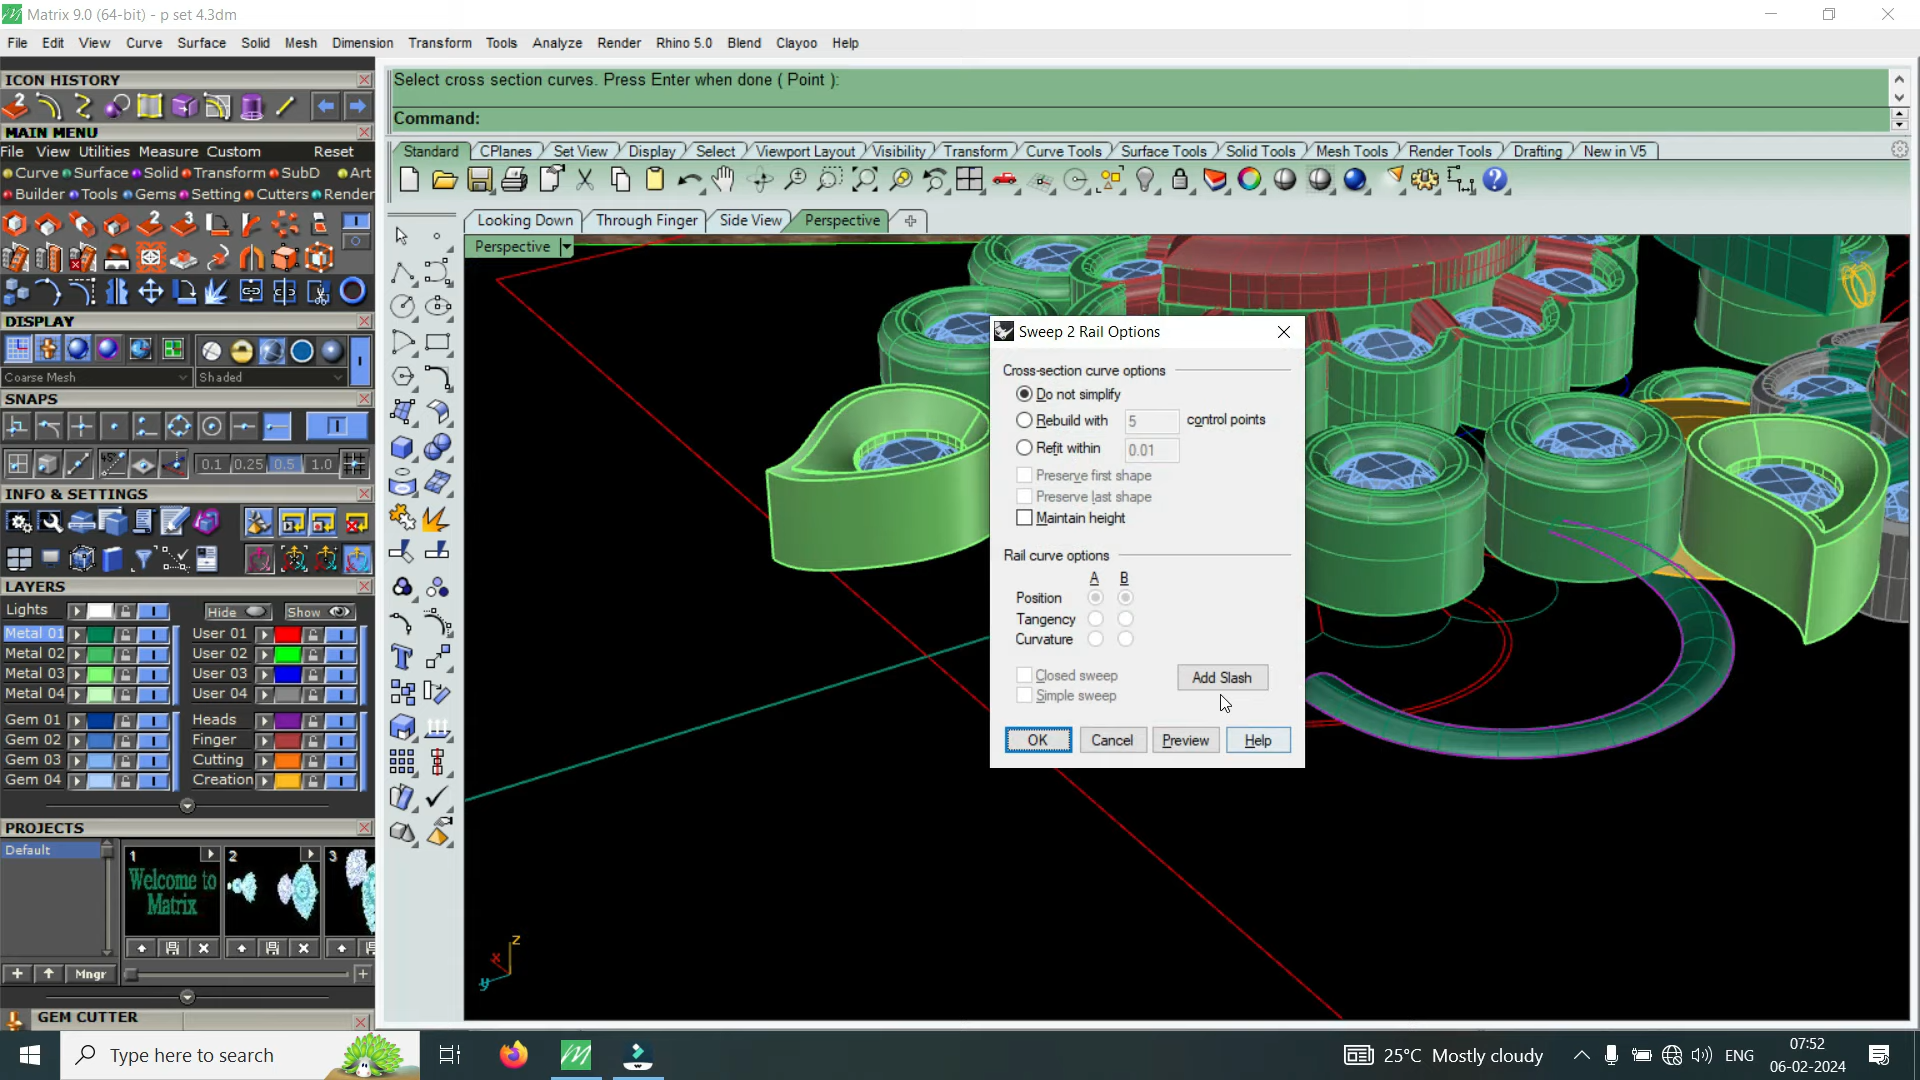 Matrix 9.0 (64-bit) - p set 4.3dm
File Edit View Curve Surface Solid Mesh Dimension Transform Tools Analyze Render Rhino 5.0 Blend Clayoo Help
ICON HISTORY
Select cross section curves. Press Enter when done ( Point ):
Command:
MAIN MENU
File View Utilities Measure Custom Reset
Curve Surface Solid Transform SubD Art
Builder Tools Gems Setting Cutters Render
Standard CPlanes Set View Display Select Viewport Layout Visibility Transform Curve Tools Surface Tools Solid Tools Mesh Tools Render Tools Drafting New in V5
Looking Down Through Finger Side View Perspective
Perspective
DISPLAY
Coarse Mesh Shaded
SNAPS
0.1 0.25 0.5 1.0
INFO & SETTINGS
LAYERS
Lights Hide Show
Metal 01 User 01
Metal 02 User 02
Metal 03 User 03
Metal 04 User 04
Gem 01 Heads
Gem 02 Finger
Gem 03 Cutting
Gem 04 Creation
PROJECTS
Default
1 2 3
Welcome to Matrix
Mngr
GEM CUTTER
Sweep 2 Rail Options
Cross-section curve options
Do not simplify
Rebuild with 5 control points
Refit within 0.01
Preserve first shape
Preserve last shape
Maintain height
Rail curve options
A B
Position
Tangency
Curvature
Closed sweep
Simple sweep
Add Slash
OK Cancel Preview Help
z
x
y
Type here to search
25°C Mostly cloudy
ENG
07:52
06-02-2024